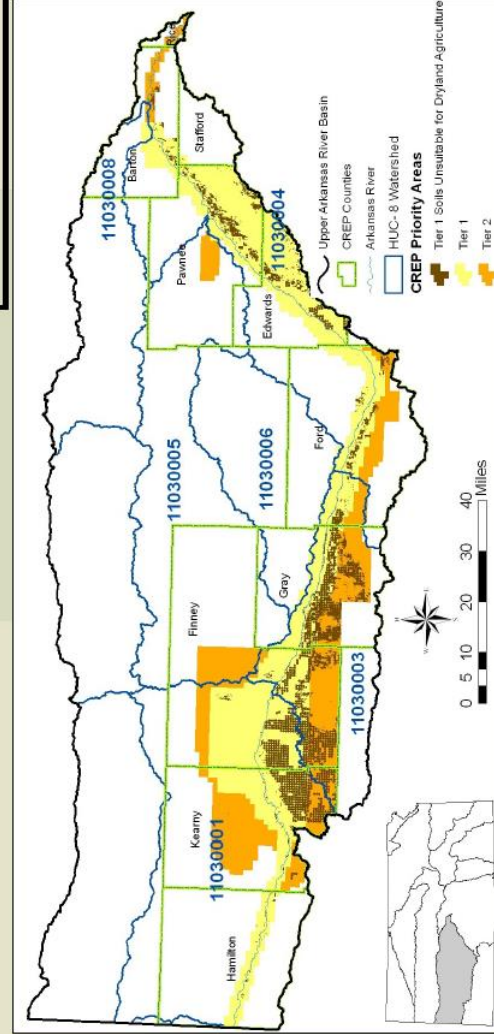 11030008
Rice
Barton
Stafford
Pawnee
11030004
Edwards
11030005
11030006
Ford
Finney
Gray
11030003
Kearny
11030001
Hamilton
Upper Arkansas River Basin
CREP Counties
Arkansas River
HUC- 8 Watershed
CREP Priority Areas
Tier 1 Soils Unsuitable for Dryland Agriculture
Tier 1
Tier 2
0 5 10 20 30 40
Miles
N
E
S
W